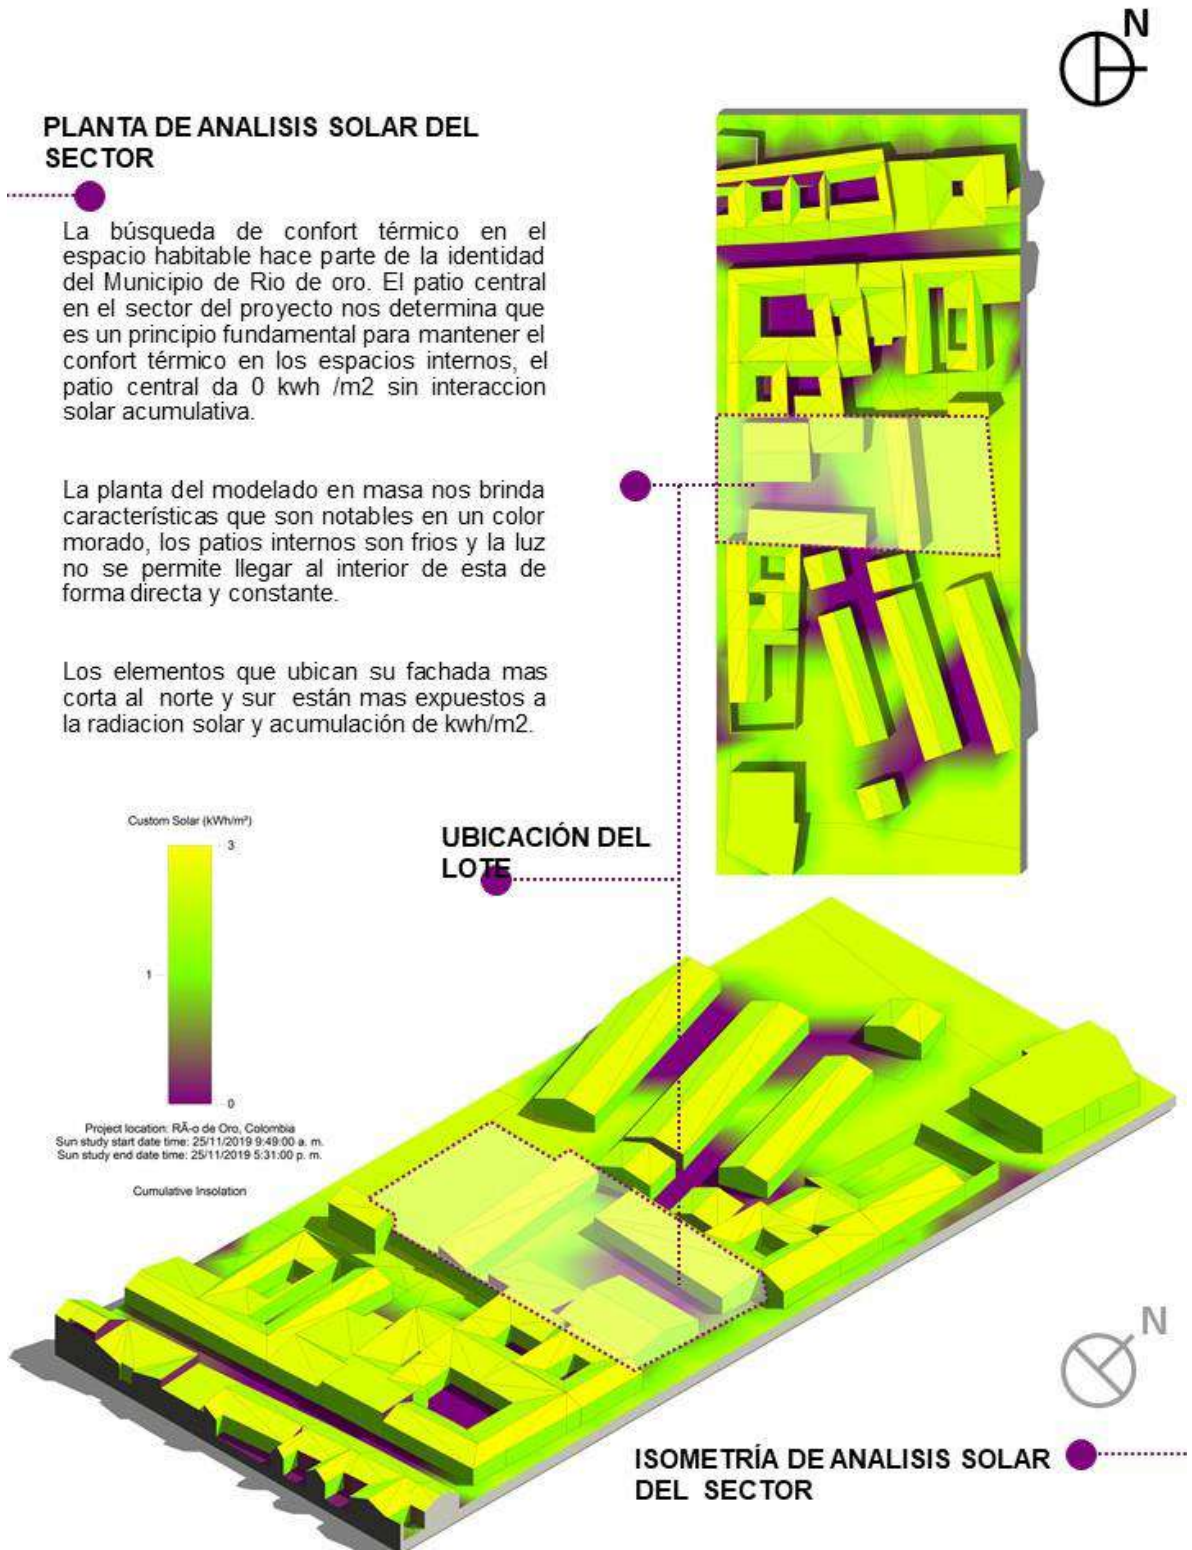 N
PLANTA DE ANALISIS SOLAR DEL
SECTOR
La búsqueda de confort térmico en el
espacio habitable hace parte de la identidad
del Municipio de Rio de oro. El patio central
en el sector del proyecto nos determina que
es un principio fundamental para mantener el
confort térmico en los espacios internos, el
patio central da 0 kwh /m2 sin interaccion
solar acumulativa.
La planta del modelado en masa nos brinda
características que son notables en un color
morado, los patios internos son frios y la luz
no se permite llegar al interior de esta de
forma directa y constante.
Los elementos que ubican su fachada mas
corta al norte y sur están mas expuestos a
la radiacion solar y acumulación de kwh/m2.
Custom Solar (kWh/m²)
3
1
0
Project location: RÃ-o de Oro, Colombia
Sun study start date time: 25/11/2019 9:49:00 a. m.
Sun study end date time: 25/11/2019 5:31:00 p. m.
Cumulative Insolation
UBICACIÓN DEL
LOTE
N
ISOMETRÍA DE ANALISIS SOLAR
DEL SECTOR